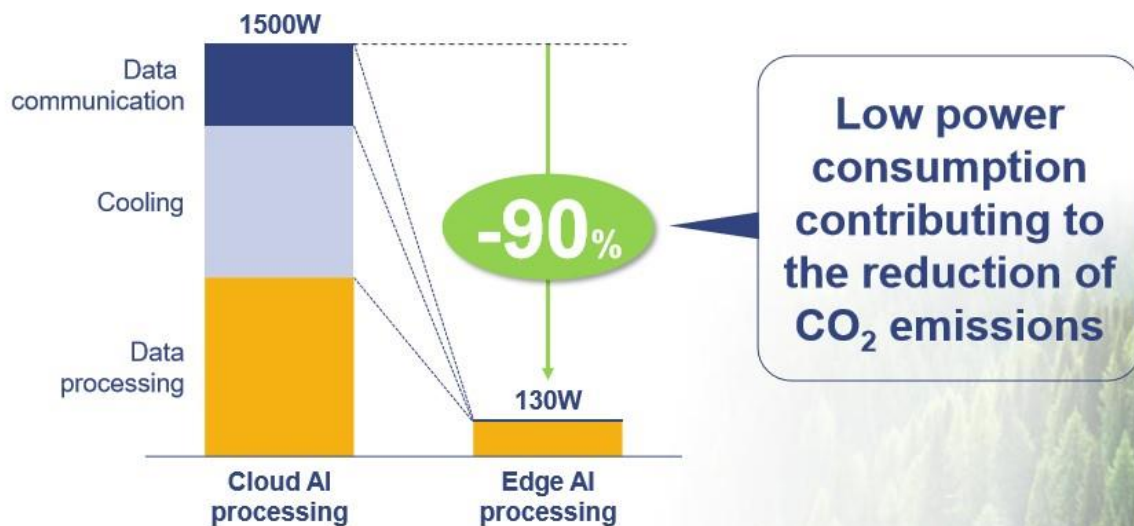 1500W
Data
communication
Cooling
Data
processing
-90%
130W
Cloud AI
processing
Edge AI
processing
Low power
consumption
contributing to
the reduction of
CO₂ emissions